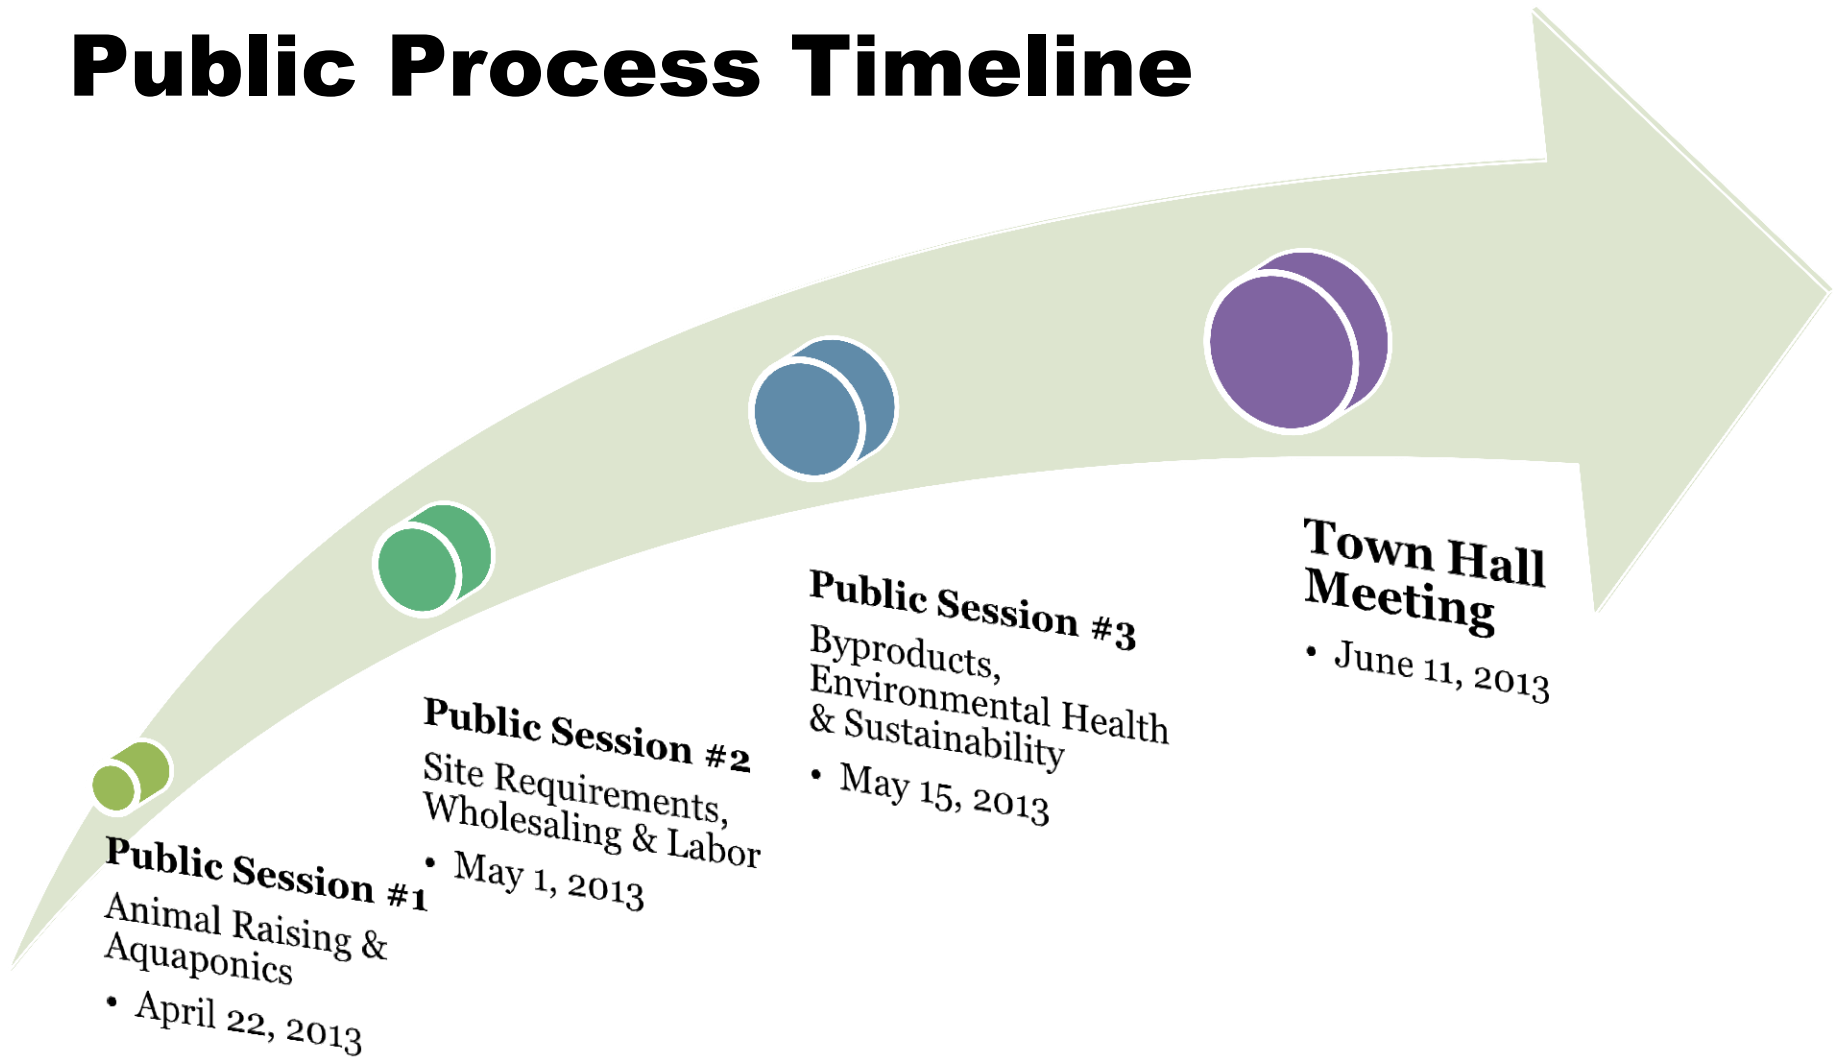 Public Process Timeline
Public Session #1
Animal Raising &
Aquaponics
• April 22, 2013
Public Session #2
Site Requirements,
Wholesaling & Labor
• May 1, 2013
Public Session #3
Byproducts,
Environmental Health
& Sustainability
• May 15, 2013
Town Hall
Meeting
• June 11, 2013